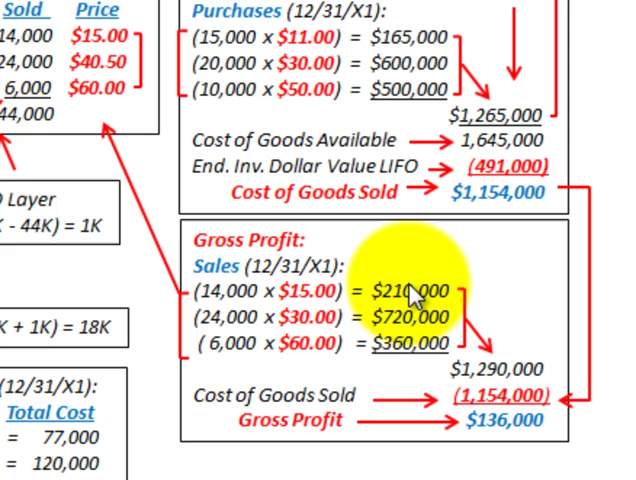 Sold Price
14,000 $15.00
24,000 $40.50
6,000 $60.00
44,000
Layer
- 44K) = 1K
K + 1K) = 18K
(12/31/X1):
Total Cost
= 77,000
= 120,000
Purchases (12/31/X1):
(15,000 x $11.00) = $165,000
(20,000 x $30.00) = $600,000
(10,000 x $50.00) = $500,000
$1,265,000
Cost of Goods Available 1,645,000
End. Inv. Dollar Value LIFO (491,000)
Cost of Goods Sold $1,154,000
Gross Profit:
Sales (12/31/X1):
(14,000 x $15.00) = $210,000
(24,000 x $30.00) = $720,000
( 6,000 x $60.00) = $360,000
$1,290,000
Cost of Goods Sold (1,154,000)
Gross Profit $136,000